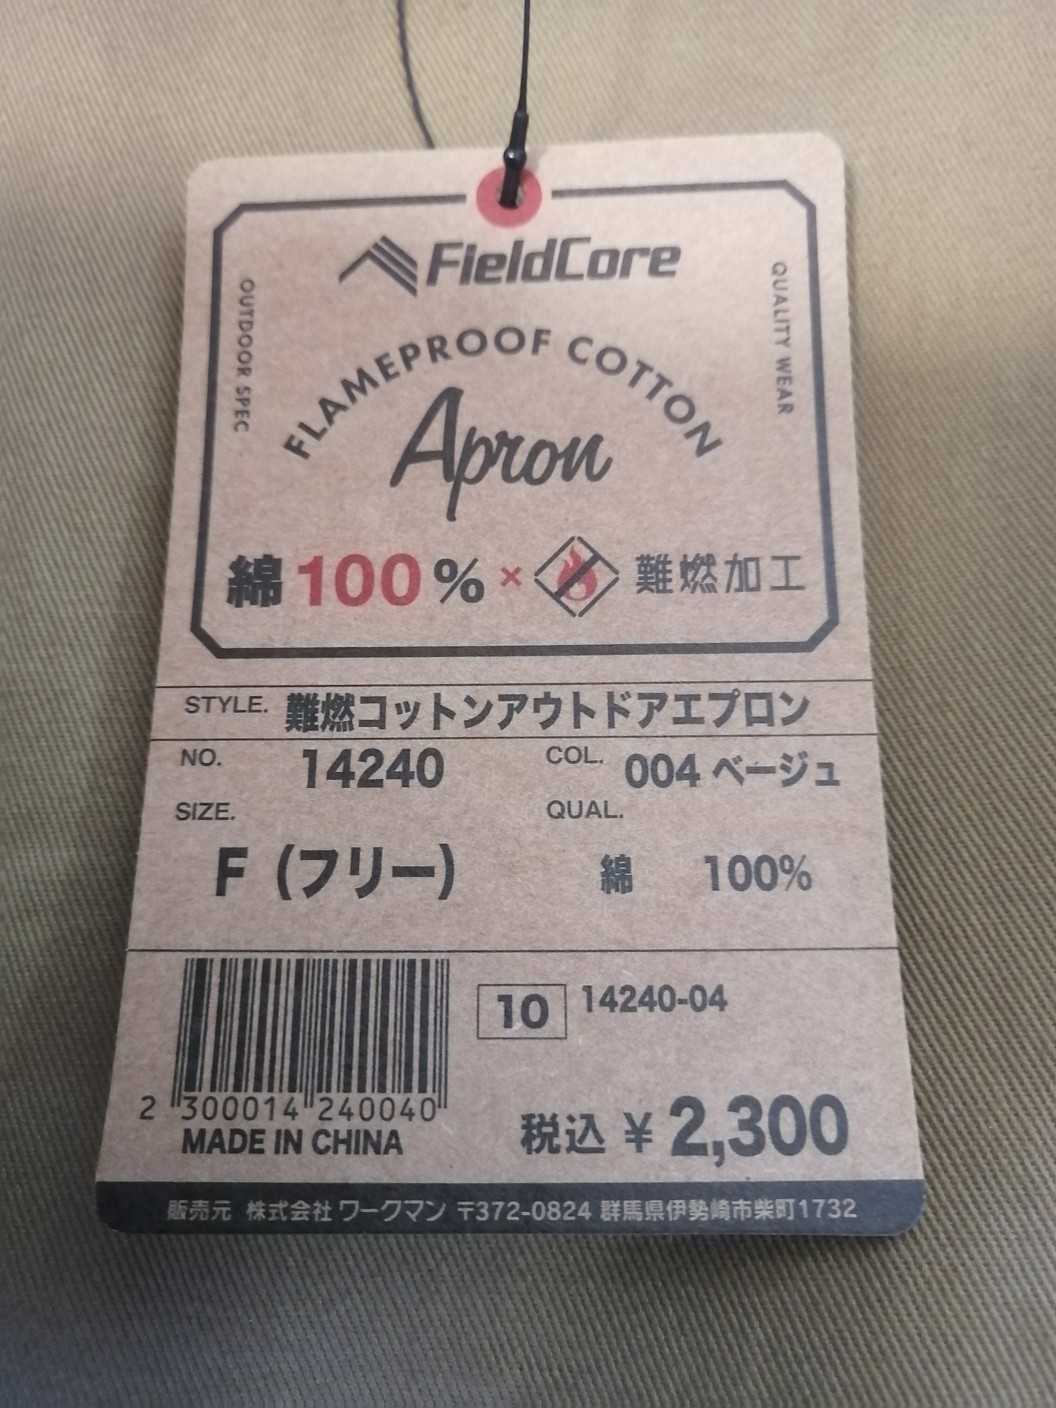 FieldCore
OUTDOOR SPEC
QUALITY WEAR
FLAMEPROOF COTTON
Apron
綿100%×難燃加工
STYLE. 難燃コットンアウトドアエプロン
NO. 14240 COL. 004 ベージュ
SIZE. QUAL.
F (フリー) 綿 100%
10 14240-04
2 300014 240040
MADE IN CHINA
税込 ¥2,300
販売元 株式会社 ワークマン 〒372-0824 群馬県伊勢崎市柴町1732